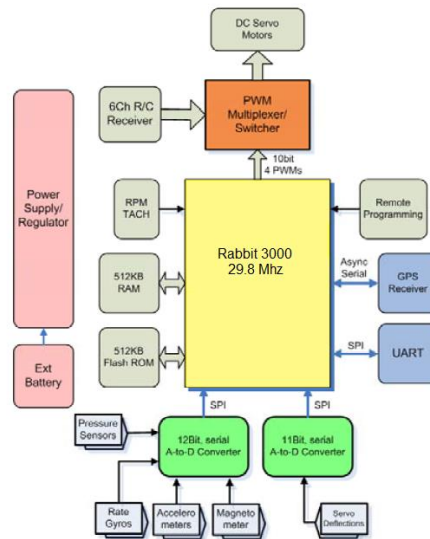 DC Servo
Motors
6Ch R/C
Receiver
PWM
Multiplexer/
Switcher
10bit
4 PWMs
Power
Supply/
Regulator
RPM
TACH
Remote
Programming
Rabbit 3000
29.8 Mhz
Async
Serial
GPS
Receiver
512KB
RAM
SPI
UART
512KB
Flash ROM
Ext
Battery
SPI
SPI
Pressure
Sensors
12Bit, serial
A-to-D Converter
11Bit, serial
A-to-D Converter
Rate
Gyros
Accelero
meters
Magneto
meter
Servo
Deflections